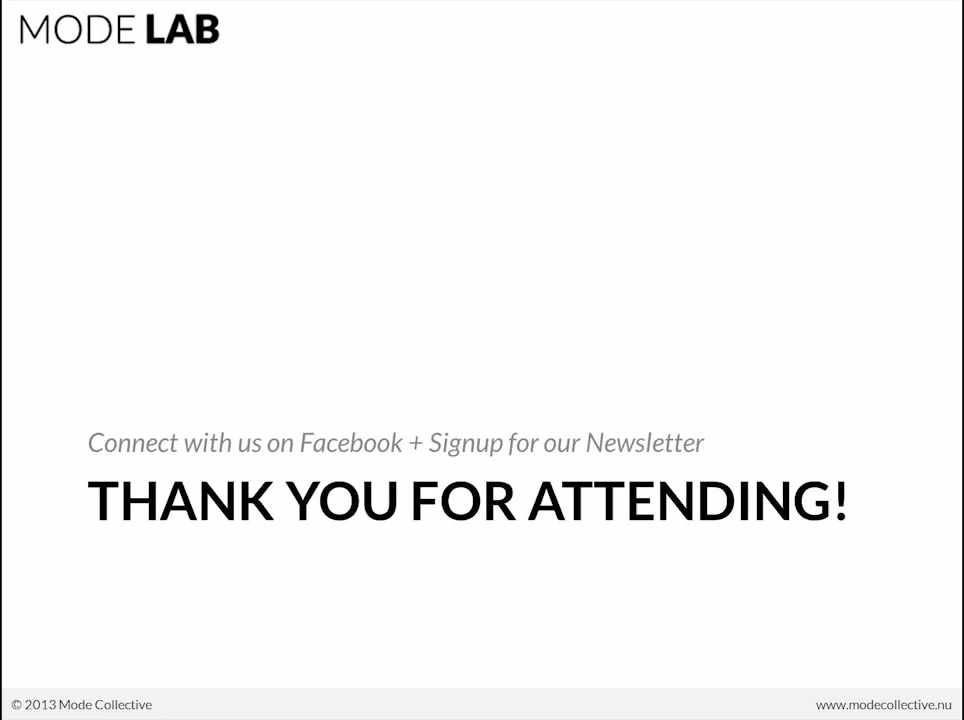 MODE LAB
Connect with us on Facebook + Signup for our Newsletter
THANK YOU FOR ATTENDING!
© 2013 Mode Collective
www.modecollective.nu